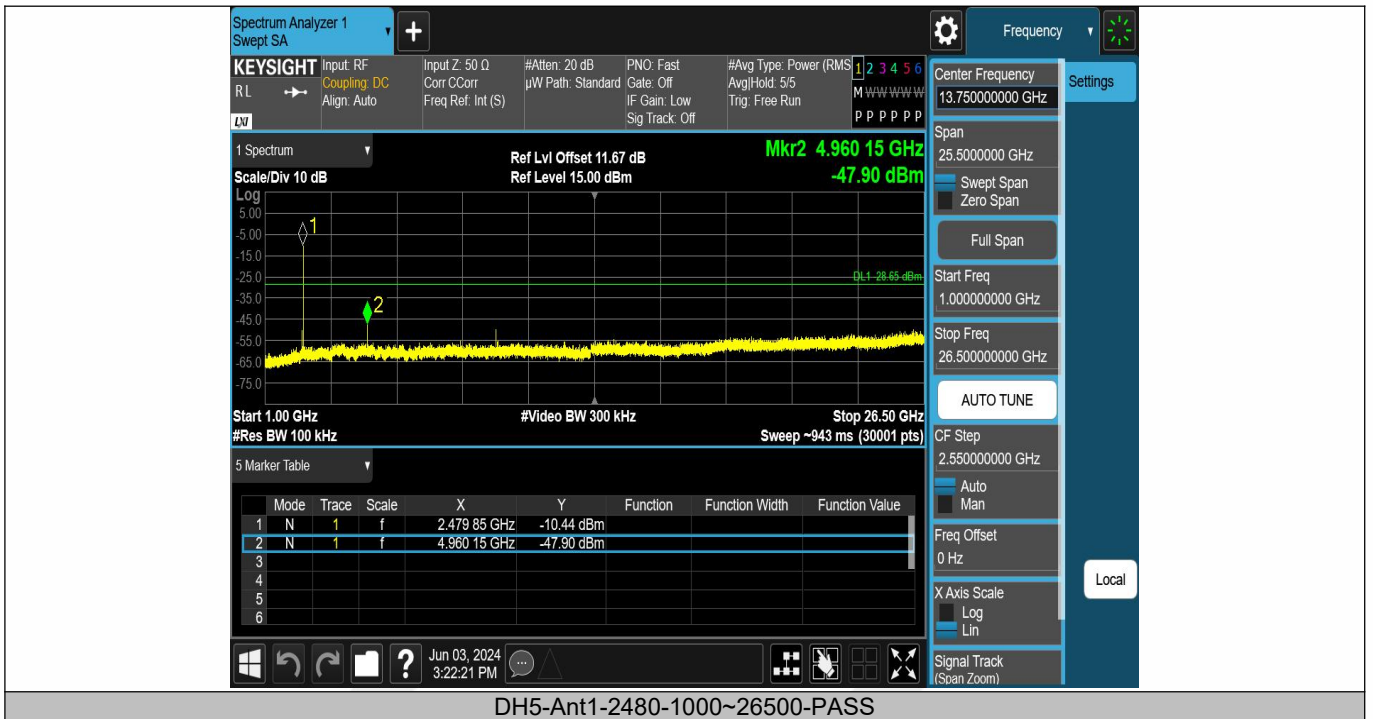 Spectrum Analyzer 1
Swept SA
+
Frequency
KEYSIGHT
RL
LXI
Input: RF
Coupling: DC
Align: Auto
Input Z: 50 Ω
Corr CCorr
Freq Ref: Int (S)
#Atten: 20 dB
µW Path: Standard
PNO: Fast
Gate: Off
IF Gain: Low
Sig Track: Off
#Avg Type: Power (RMS
Avg|Hold: 5/5
Trig: Free Run
1 2 3 4 5 6
M W W W W W
P P P P P P
1 Spectrum
Scale/Div 10 dB
Ref Lvl Offset 11.67 dB
Ref Level 15.00 dBm
Mkr2 4.960 15 GHz
-47.90 dBm
Log
5.00
-5.00
-15.0
-25.0
-35.0
-45.0
-55.0
-65.0
-75.0
1
2
DL1 -28.65 dBm
Start 1.00 GHz
#Video BW 300 kHz
Stop 26.50 GHz
#Res BW 100 kHz
Sweep ~943 ms (30001 pts)
5 Marker Table
Mode Trace Scale X Y Function Function Width Function Value
1 N 1 f 2.479 85 GHz -10.44 dBm
2 N 1 f 4.960 15 GHz -47.90 dBm
3
4
5
6
?
Jun 03, 2024
3:22:21 PM
Center Frequency
13.750000000 GHz
Settings
Span
25.5000000 GHz
Swept Span
Zero Span
Full Span
Start Freq
1.000000000 GHz
Stop Freq
26.500000000 GHz
AUTO TUNE
CF Step
2.550000000 GHz
Auto
Man
Freq Offset
0 Hz
X Axis Scale
Log
Lin
Local
Signal Track
(Span Zoom)
DH5-Ant1-2480-1000~26500-PASS